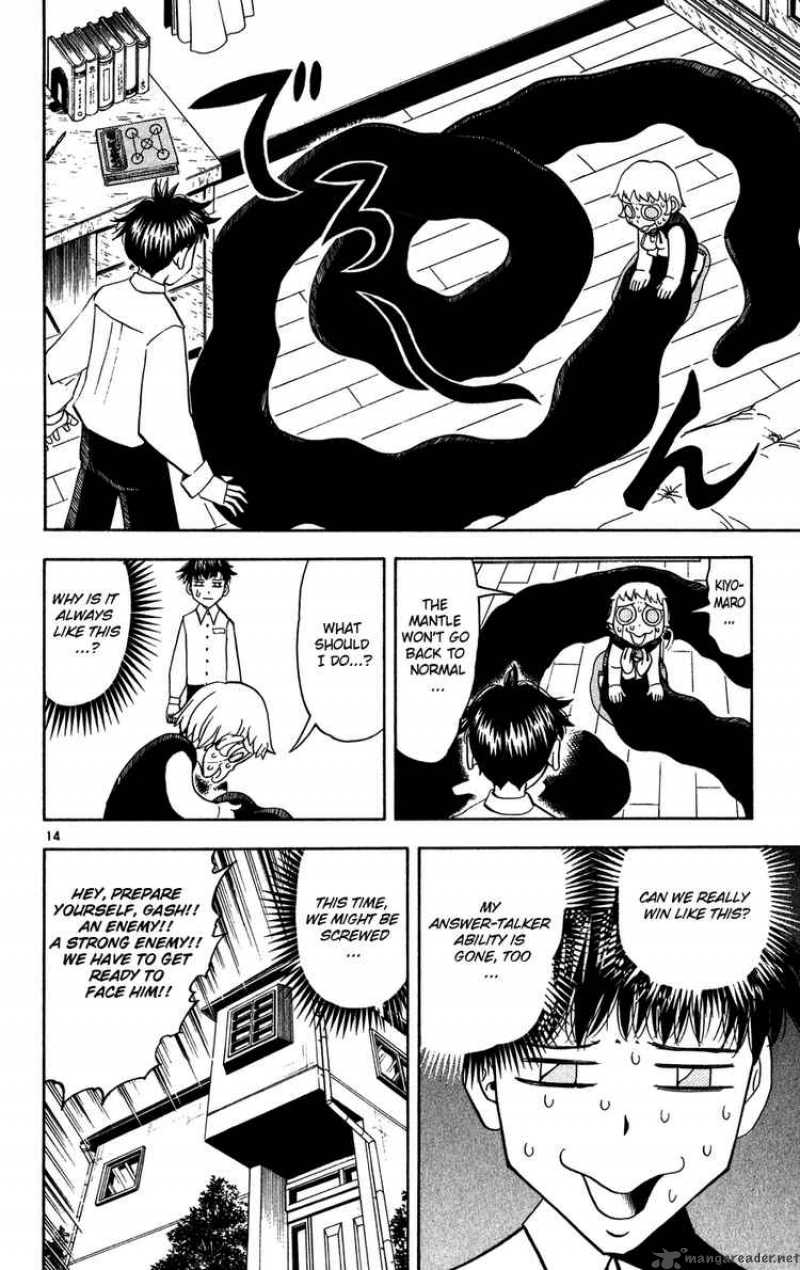 でろん
KIYO-
MARO
...
THE
MANTLE
WON'T GO
BACK TO
NORMAL
...
WHAT
SHOULD
I DO...?
WHY IS IT
ALWAYS
LIKE THIS
...?
14
CAN WE REALLY
WIN LIKE THIS?
MY
ANSWER-TALKER
ABILITY IS
GONE, TOO
...
THIS TIME,
WE MIGHT BE
SCREWED
...
HEY, PREPARE
YOURSELF, GASH!!
AN ENEMY!!
A STRONG ENEMY!!
WE HAVE TO GET
READY TO
FACE HIM!!
mangareader.net